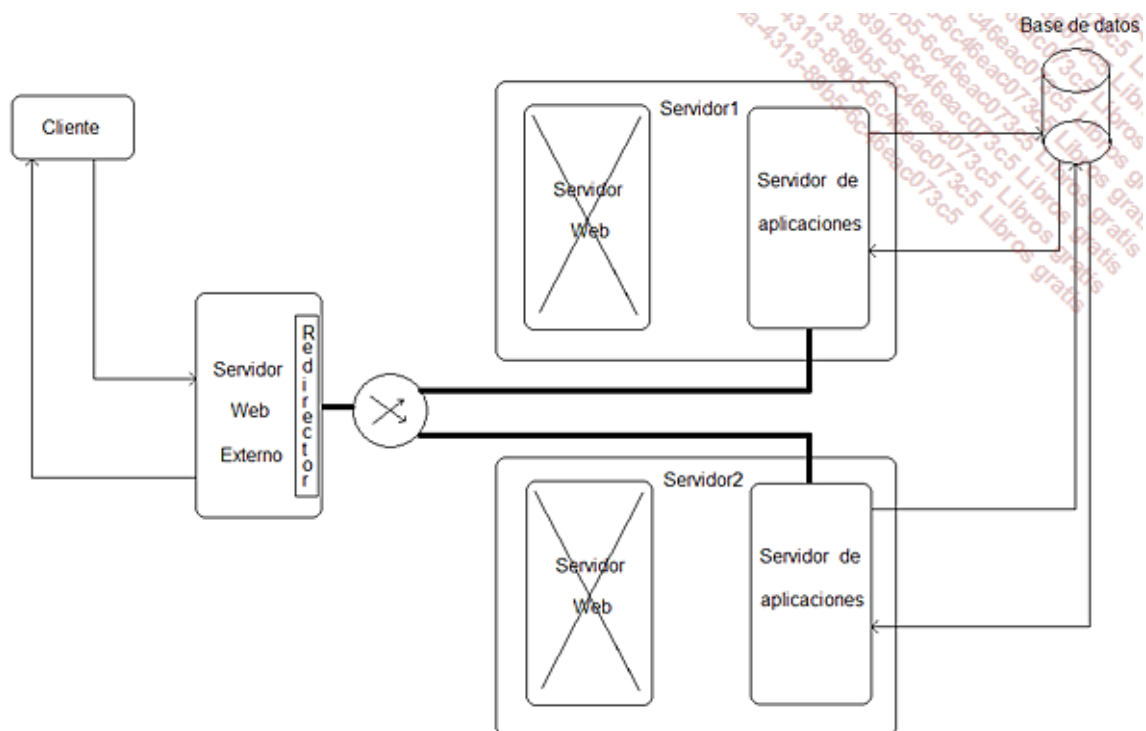 Base de datos
Cliente
Servidor1
Servidor
Web
Servidor de
aplicaciones
Servidor
Web
Externo
Redirector
Servidor2
Servidor
Web
Servidor de
aplicaciones
Libros gratis